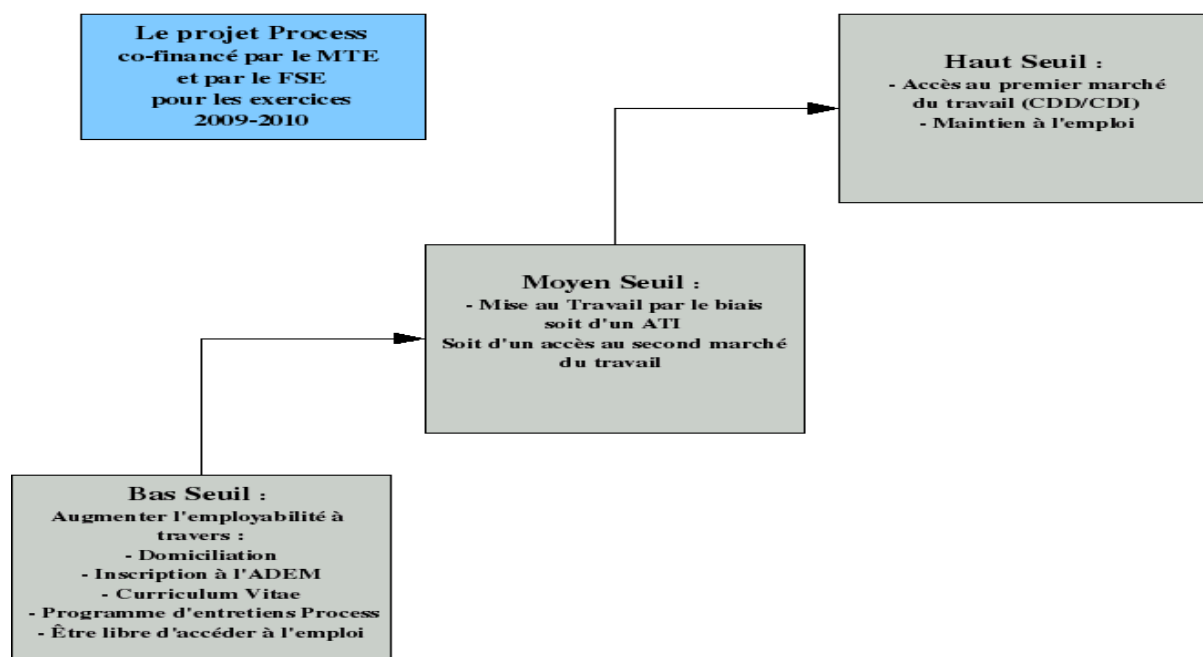 Le projet Process
co-financé par le MTE
et par le FSE
pour les exercices
2009-2010
Haut Seuil :
- Accès au premier marché
du travail (CDD/CDI)
- Maintien à l'emploi
Moyen Seuil :
- Mise au Travail par le biais
soit d'un ATI
Soit d'un accès au second marché
du travail
Bas Seuil :
Augmenter l'employabilité à
travers :
- Domiciliation
- Inscription à l'ADEM
- Curriculum Vitae
- Programme d'entretiens Process
- Être libre d'accéder à l'emploi